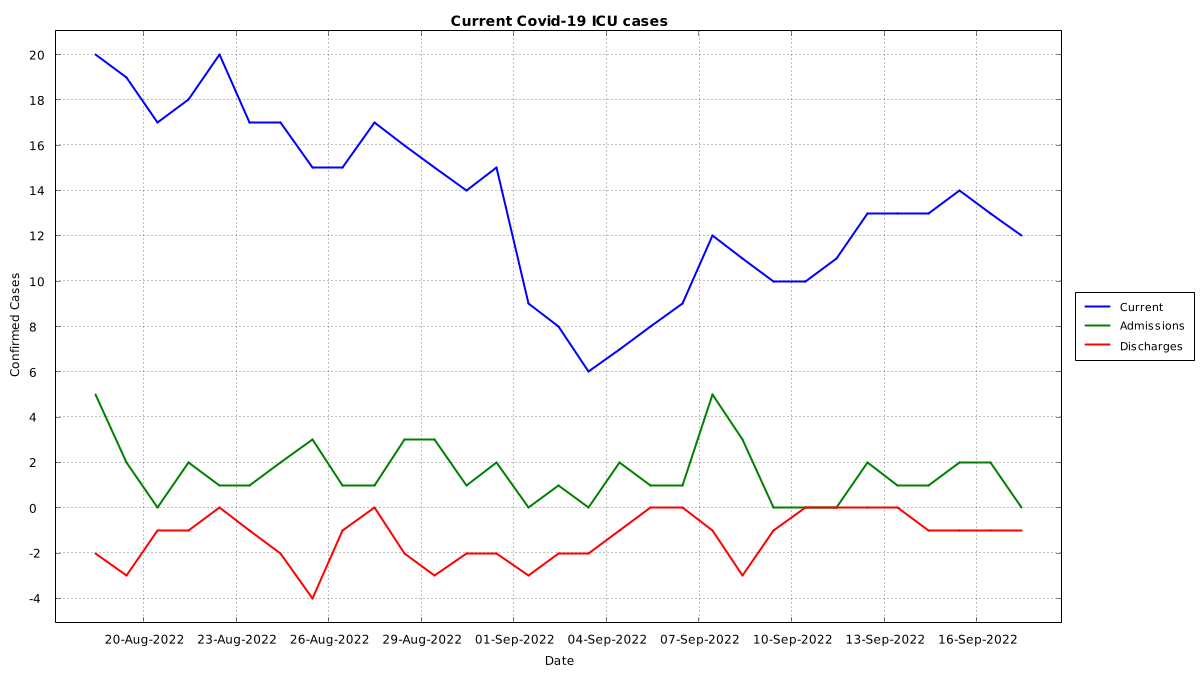 Current Covid-19 ICU cases
20
18
16
14
12
10
8
6
4
2
0
-2
-4
Confirmed Cases
20-Aug-2022 23-Aug-2022 26-Aug-2022 29-Aug-2022 01-Sep-2022 04-Sep-2022 07-Sep-2022 10-Sep-2022 13-Sep-2022 16-Sep-2022
Date
Current
Admissions
Discharges